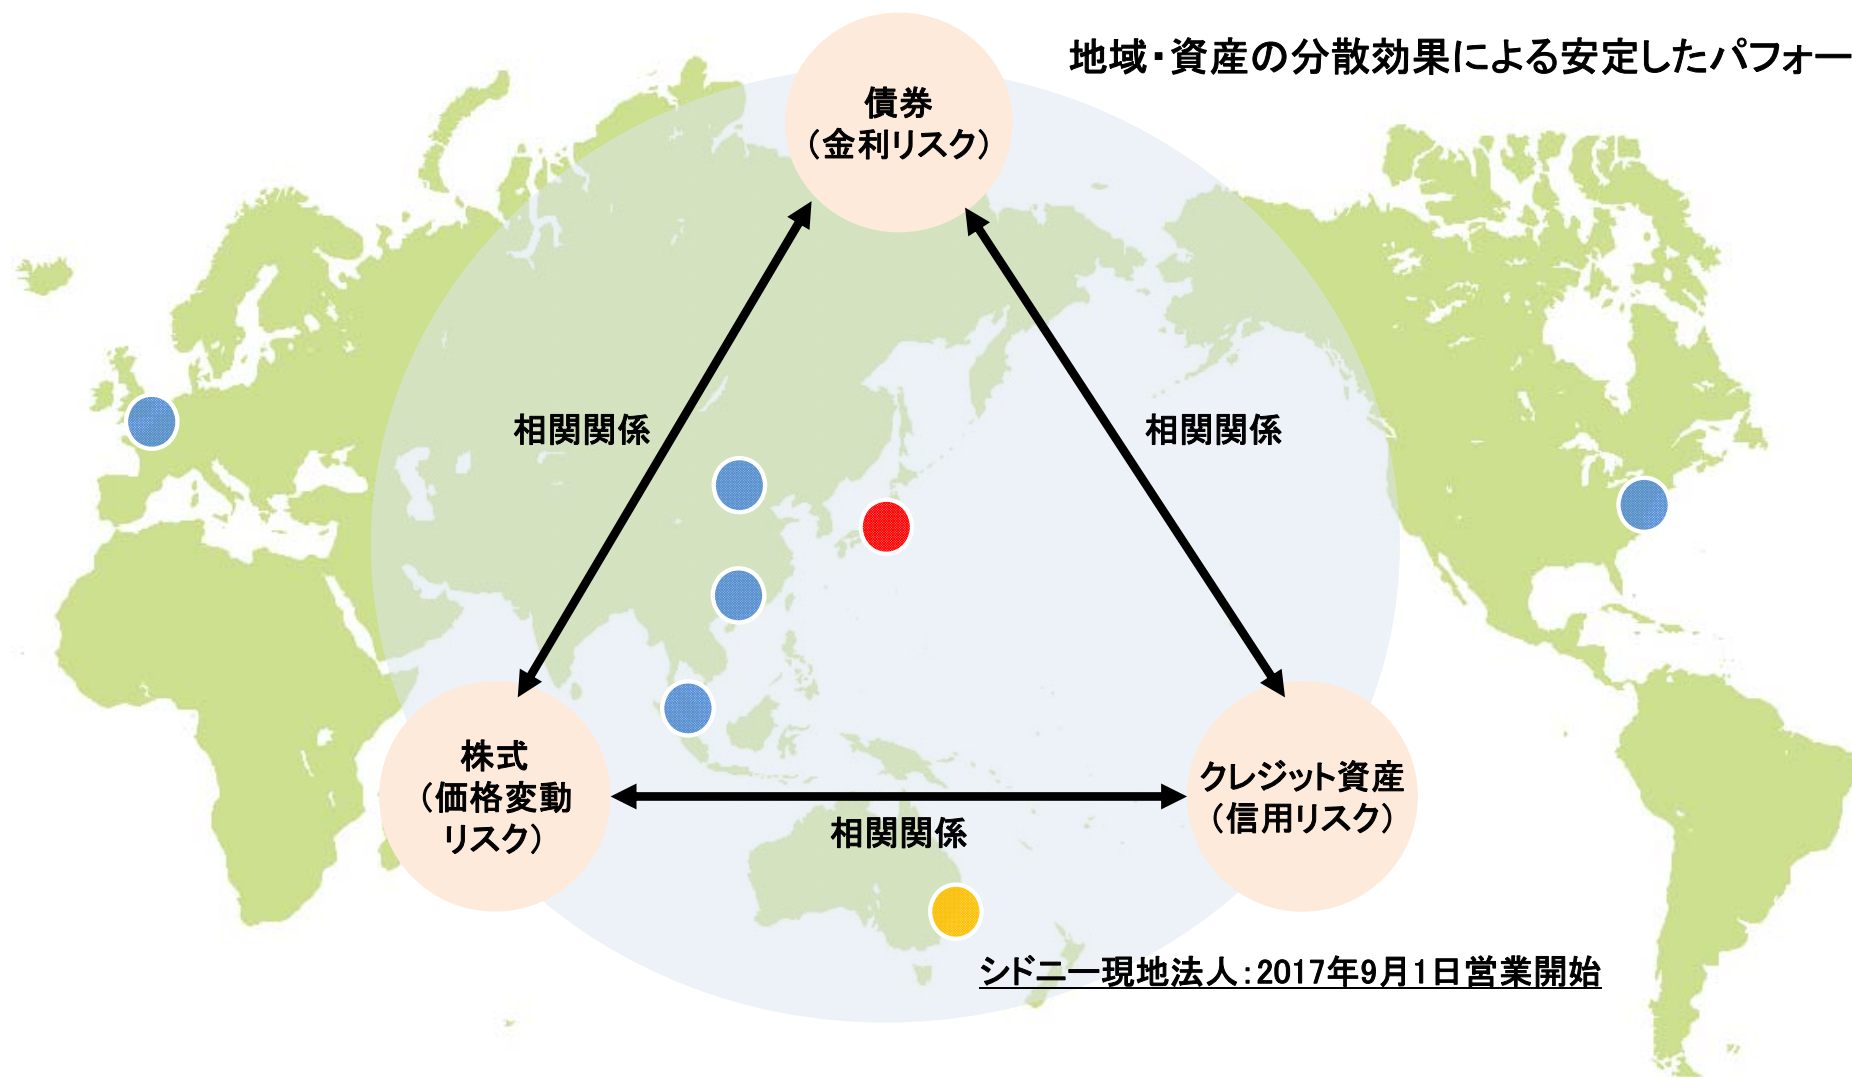 地域・資産の分散効果による安定したパフォー
債券
（金利リスク）
相関関係
相関関係
株式
（価格変動
リスク）
クレジット資産
（信用リスク）
相関関係
シドニー現地法人：2017年9月1日営業開始